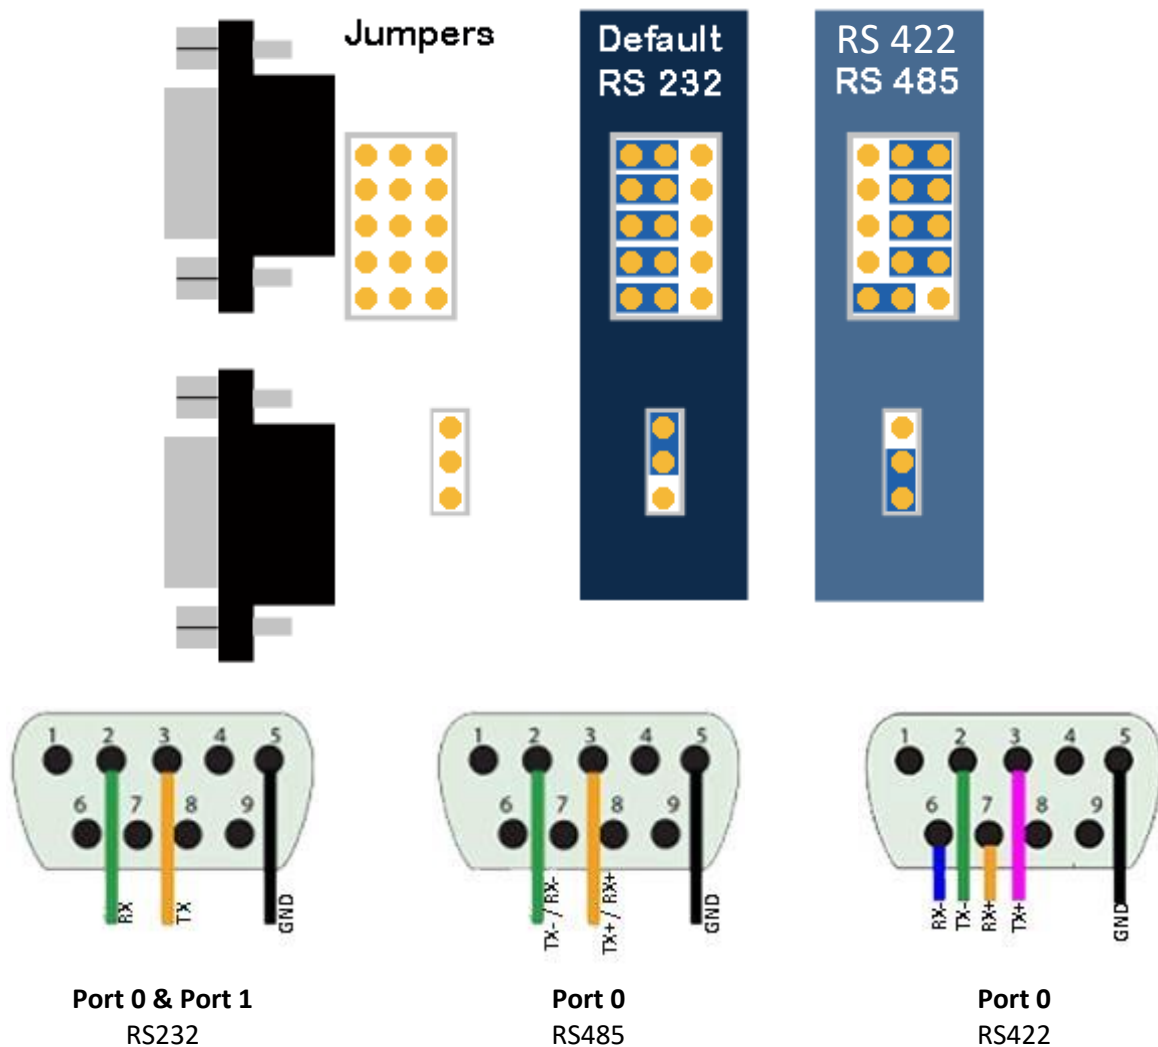 Jumpers
Default
RS 232
RS 422
RS 485
1 2 3 4 5
6 7 8 9
RX TX GND
1 2 3 4 5
6 7 8 9
TX- / RX- TX+ / RX+ GND
1 2 3 4 5
6 7 8 9
RX- TX- RX+ TX+ GND
Port 0 & Port 1
RS232
Port 0
RS485
Port 0
RS422